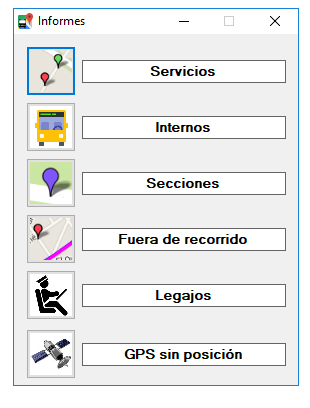 Informes
Servicios
Internos
Secciones
Fuera de recorrido
Legajos
GPS sin posición